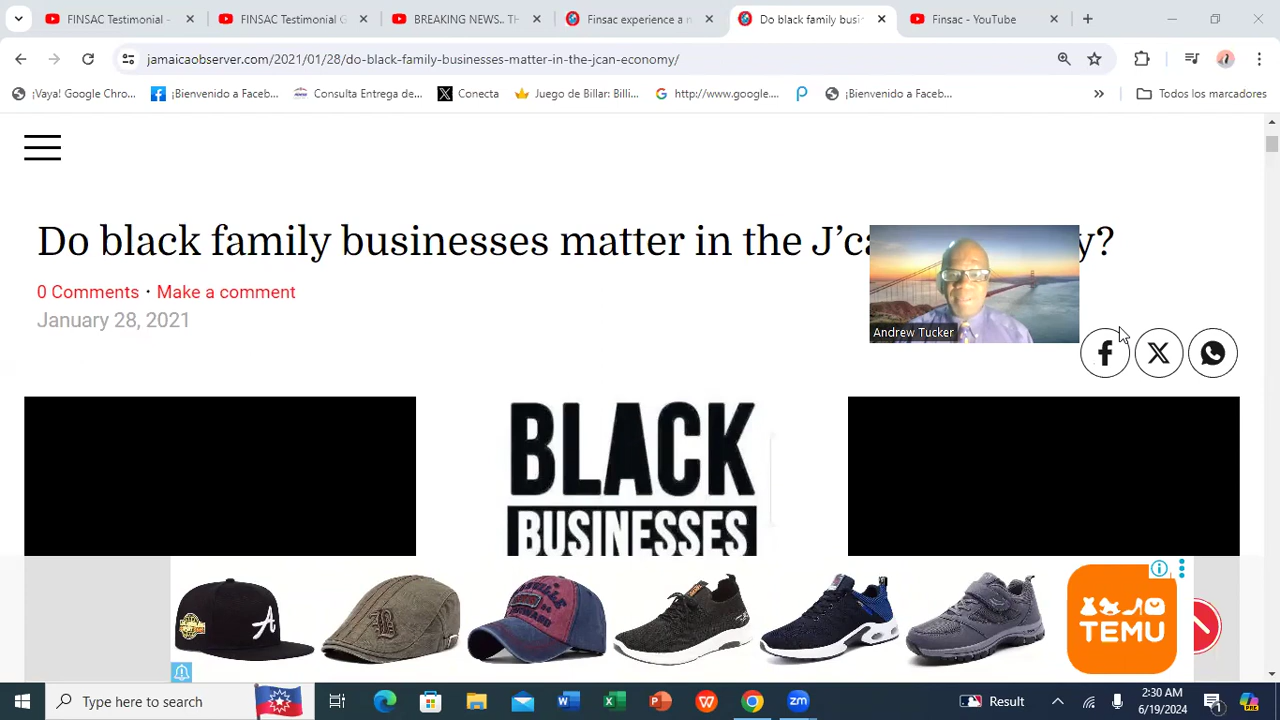 FINSAC Testimonial -
FINSAC Testimonial G
BREAKING NEWS.. TH
Finsac experience a n
Do black family busi
Finsac - YouTube
jamaicaobserver.com/2021/01/28/do-black-family-businesses-matter-in-the-jcan-economy/
¡Vaya! Google Chro...
¡Bienvenido a Faceb...
Consulta Entrega de...
Conecta
Juego de Billar: Billi...
http://www.google....
¡Bienvenido a Faceb...
Todos los marcadores
Do black family businesses matter in the J’ca y?
0 Comments · Make a comment
January 28, 2021
Andrew Tucker
BLACK
BUSINESSES
TEMU
Type here to search
Result
2:30 AM
6/19/2024